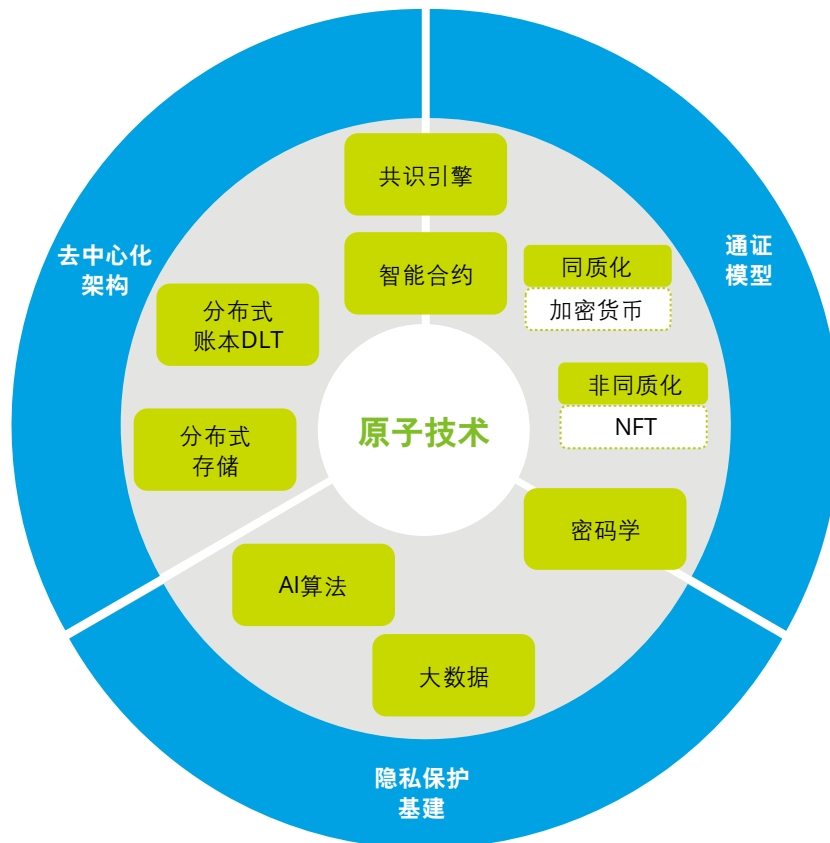 共识引擎
智能合约
去中心化
架构
通证
模型
同质化
加密货币
分布式
账本DLT
非同质化
NFT
原子技术
分布式
存储
密码学
AI算法
大数据
隐私保护
基建